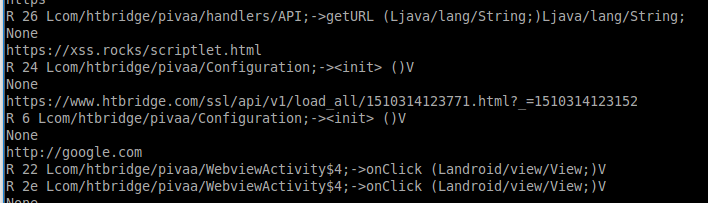 https
R 26 Lcom/htbridge/pivaa/handlers/API;->getURL (Ljava/lang/String;)Ljava/lang/String;
None
https://xss.rocks/scriptlet.html
R 24 Lcom/htbridge/pivaa/Configuration;-><init> ()V
None
https://www.htbridge.com/ssl/api/v1/load_all/1510314123771.html?_=1510314123152
R 6 Lcom/htbridge/pivaa/Configuration;-><init> ()V
None
http://google.com
R 22 Lcom/htbridge/pivaa/WebviewActivity$4;->onClick (Landroid/view/View;)V
R 2e Lcom/htbridge/pivaa/WebviewActivity$4;->onClick (Landroid/view/View;)V
None